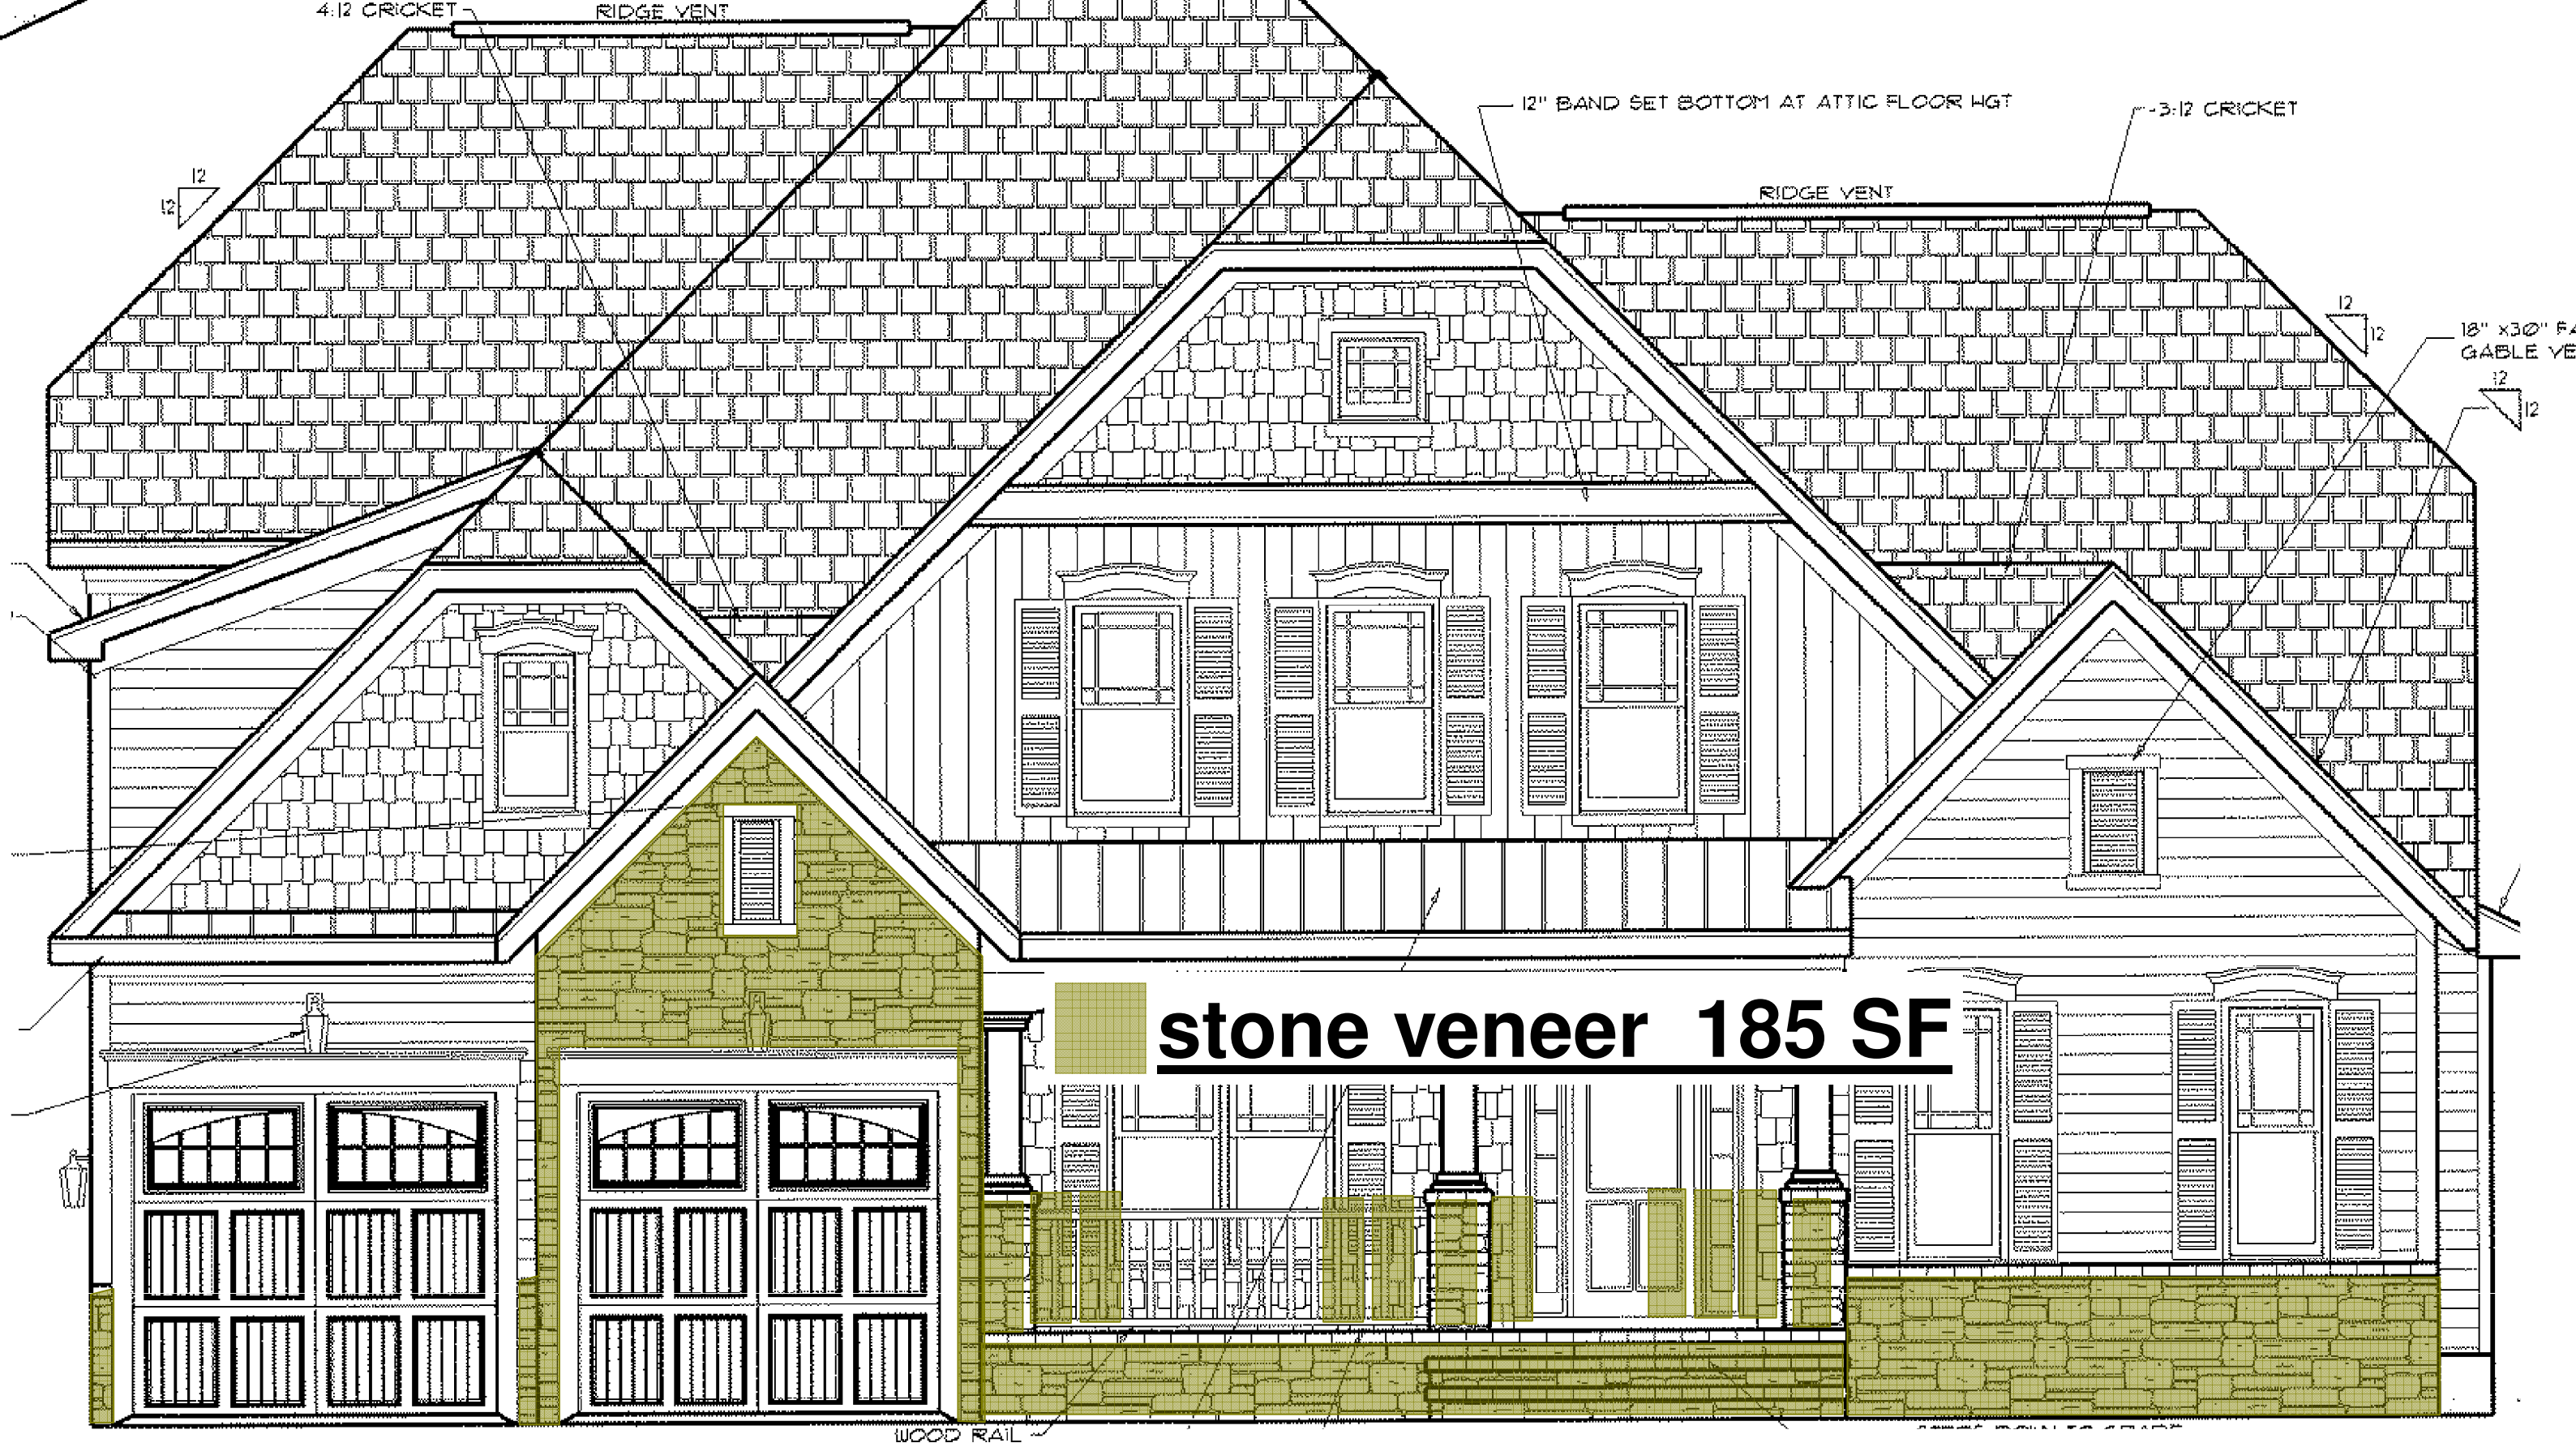 4:12 CRICKET
RIDGE VENT
12" BAND SET BOTTOM AT ATTIC FLOOR HGT
3:12 CRICKET
12
12
RIDGE VENT
12
12
18" x30"
GABLE
12
12
stone veneer 185 SF
WOOD RAIL